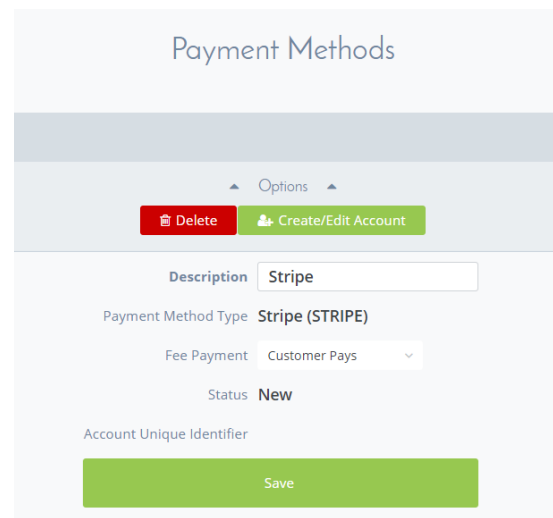 Payment Methods
Options
Delete Create/Edit Account
Description Stripe
Payment Method Type Stripe (STRIPE)
Fee Payment Customer Pays
Status New
Account Unique Identifier
Save